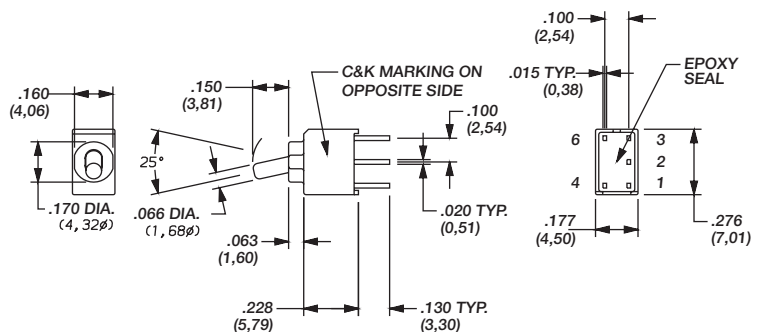 .160
(4,06)
.170 DIA.
(4,32ø)
.150
(3,81)
C&K MARKING ON
OPPOSITE SIDE
.100
(2,54)
25°
.066 DIA.
(1,68ø)
.020 TYP.
(0,51)
.063
(1,60)
.228
(5,79)
.130 TYP.
(3,30)
.100
(2,54)
.015 TYP.
(0,38)
EPOXY
SEAL
6 3
2
4 1
.177
(4,50)
.276
(7,01)